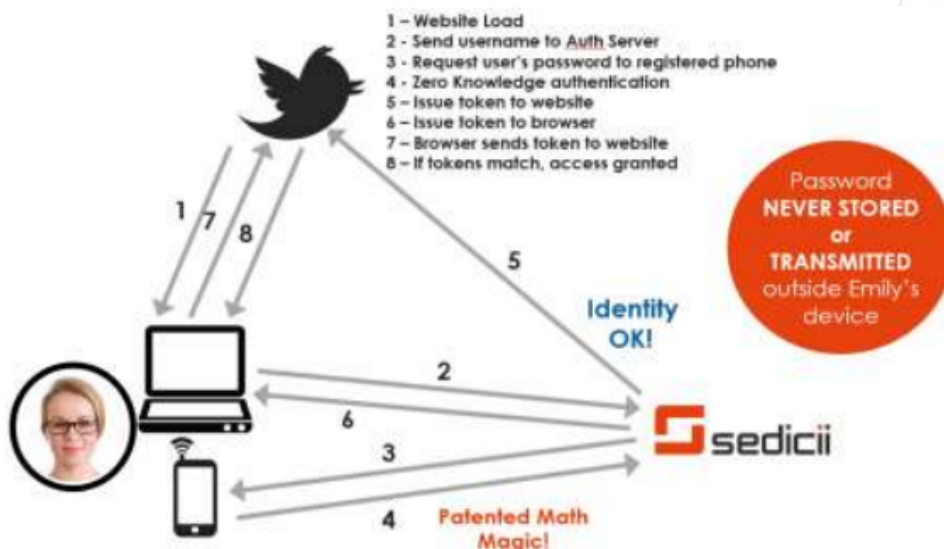 1 – Website Load
2 - Send username to Auth Server
3 - Request user's password to registered phone
4 - Zero Knowledge authentication
5 – Issue token to website
6 – Issue token to browser
7 – Browser sends token to website
8 – If tokens match, access granted
Password
NEVER STORED
or
TRANSMITTED
outside Emily's
device
1
7
8
5
Identity
OK!
2
6
sedicii
3
4
Patented Math
Magic!